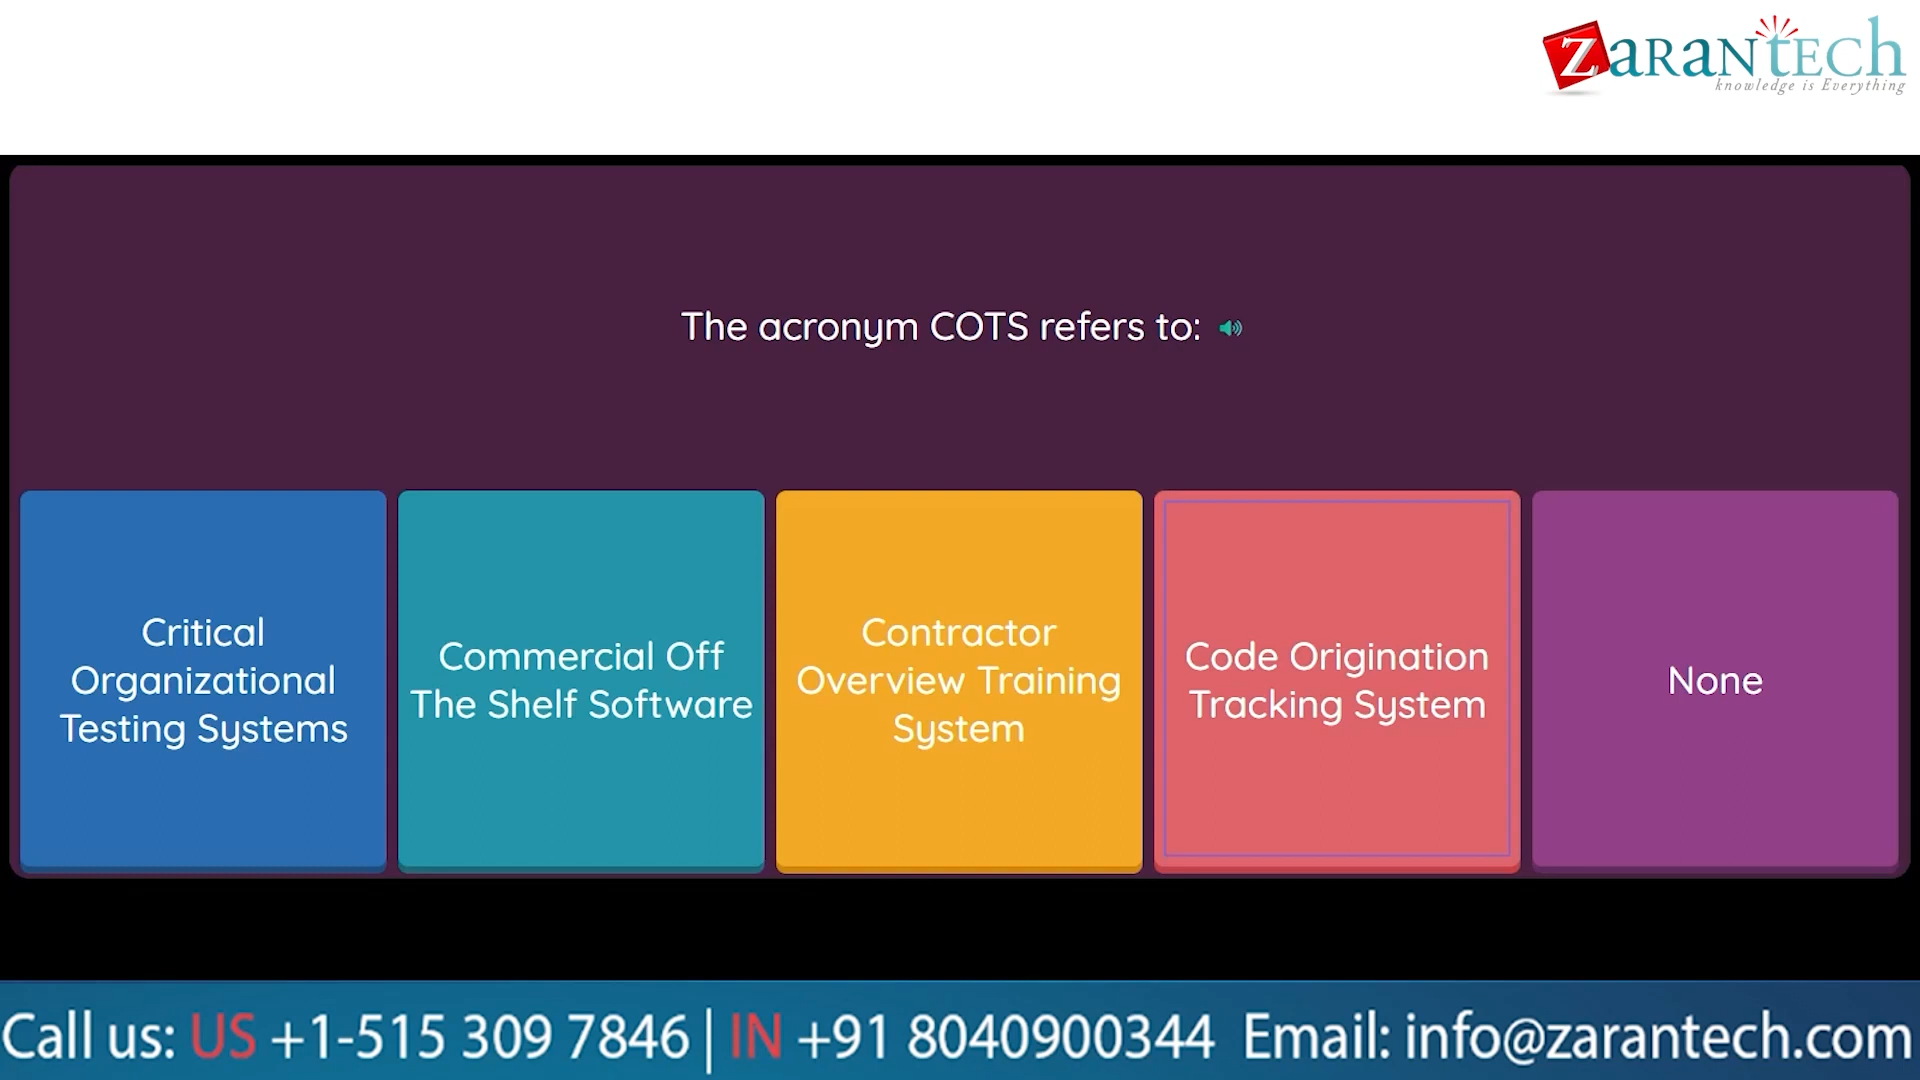 ZARANTECH
knowledge is Everything
The acronym COTS refers to:
Critical
Organizational
Testing Systems
Commercial Off
The Shelf Software
Contractor
Overview Training
System
Code Origination
Tracking System
None
Call us: US +1-515 309 7846 | IN +91 8040900344 Email: info@zarantech.com